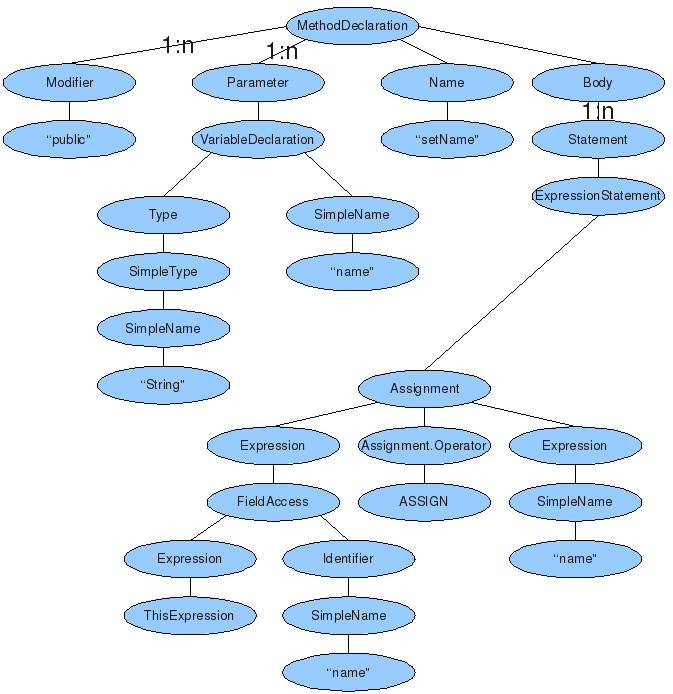 MethodDeclaration
1:n 1:n
Modifier Parameter Name Body
1:n
“public" VariableDeclaration “setName" Statement
ExpressionStatement
Type SimpleName
SimpleType “name"
SimpleName
“String" Assignment
Expression Assignment.Operator Expression
FieldAccess ASSIGN SimpleName
Expression Identifier “name"
ThisExpression SimpleName
“name"